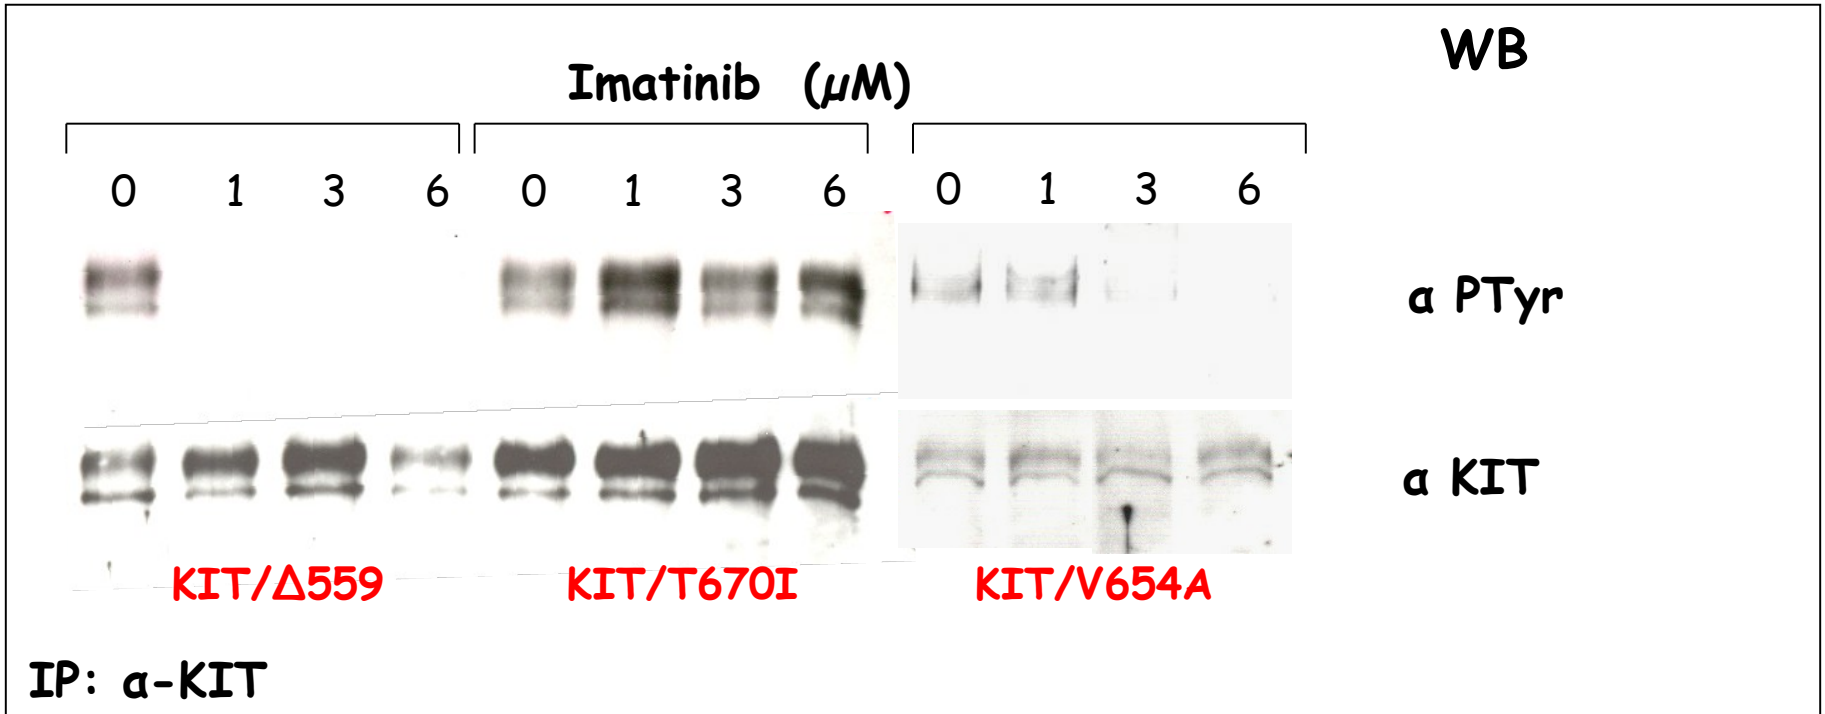 WB
Imatinib (µM)
0 1 3 6 0 1 3 6 0 1 3 6
α PTyr
α KIT
KIT/Δ559 KIT/T670I KIT/V654A
IP: α-KIT